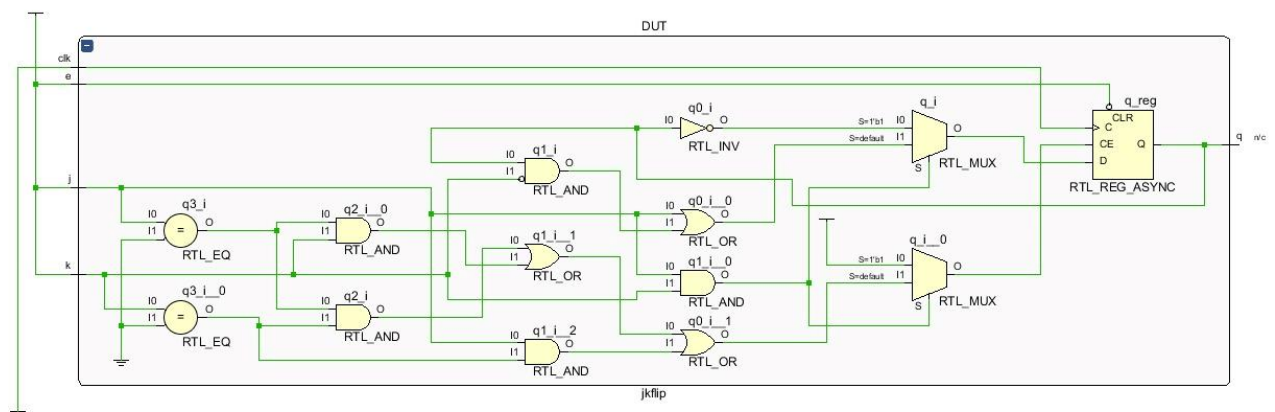 DUT
clk
e
j
k
q3_i
I0
I1
O
=
RTL_EQ
q3_i__0
I0
I1
O
=
RTL_EQ
q2_i__0
I0
I1
O
RTL_AND
q2_i
I0
I1
O
RTL_AND
q1_i
I0
I1
O
RTL_AND
q1_i__1
I0
I1
O
RTL_OR
q1_i__2
I0
I1
O
RTL_AND
q0_i
I0
O
RTL_INV
q0_i__0
I0
I1
O
RTL_OR
q1_i__0
I0
I1
O
RTL_AND
q0_i__1
I0
I1
O
RTL_OR
q_i
S=1'b1
I0
S=default
I1
O
S
RTL_MUX
q_i__0
S=1'b1
I0
S=default
I1
O
S
RTL_MUX
q_reg
CLR
C
CE
Q
D
RTL_REG_ASYNC
q
n/c
jkflip